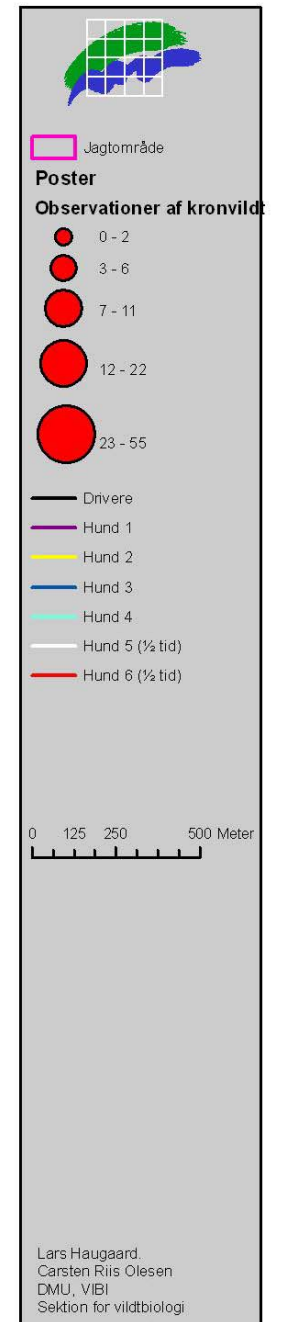 Jagtområde
Poster
Observationer af kronvildt
0 - 2
3 - 6
7 - 11
12 - 22
23 - 55
Drivere
Hund 1
Hund 2
Hund 3
Hund 4
Hund 5 (½ tid)
Hund 6 (½ tid)
0 125 250 500 Meter
Lars Haugaard.
Carsten Riis Olesen
DMU, VIBI
Sektion for vildtbiologi